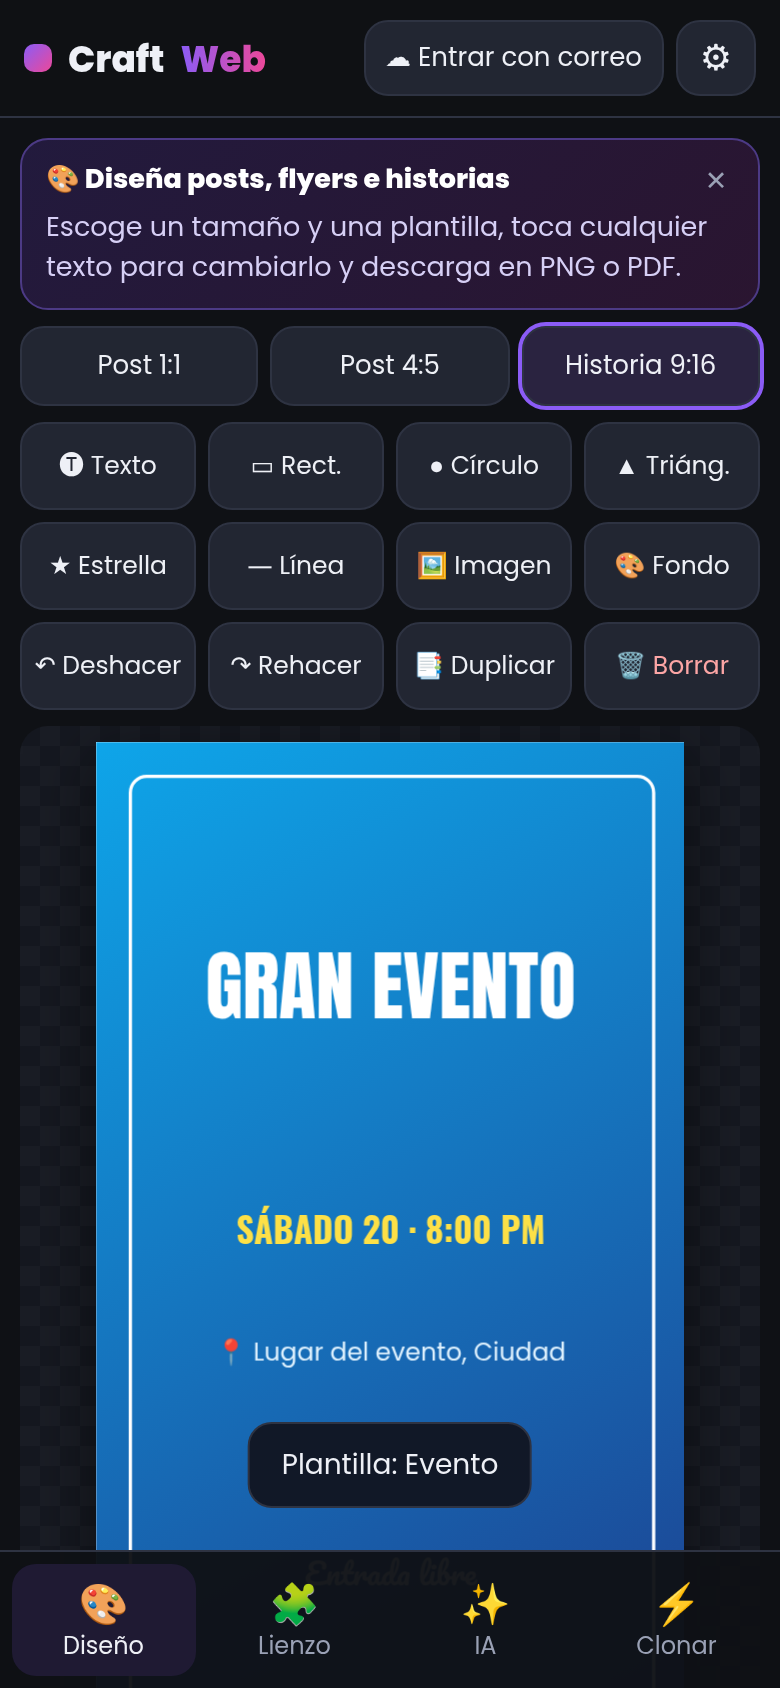 Craft Web
☁ Entrar con correo
⚙
🎨 Diseña posts, flyers e historias
✕
Escoge un tamaño y una plantilla, toca cualquier
texto para cambiarlo y descarga en PNG o PDF.
Post 1:1
Post 4:5
Historia 9:16
🅣 Texto
▭ Rect.
● Círculo
▲ Triáng.
★ Estrella
— Línea
🖼️ Imagen
🎨 Fondo
↶ Deshacer
↷ Rehacer
📑 Duplicar
🗑️ Borrar
GRAN EVENTO
SÁBADO 20 · 8:00 PM
📍 Lugar del evento, Ciudad
Plantilla: Evento
Entrada libre
🎨 Diseño
🧩 Lienzo
✨ IA
⚡ Clonar